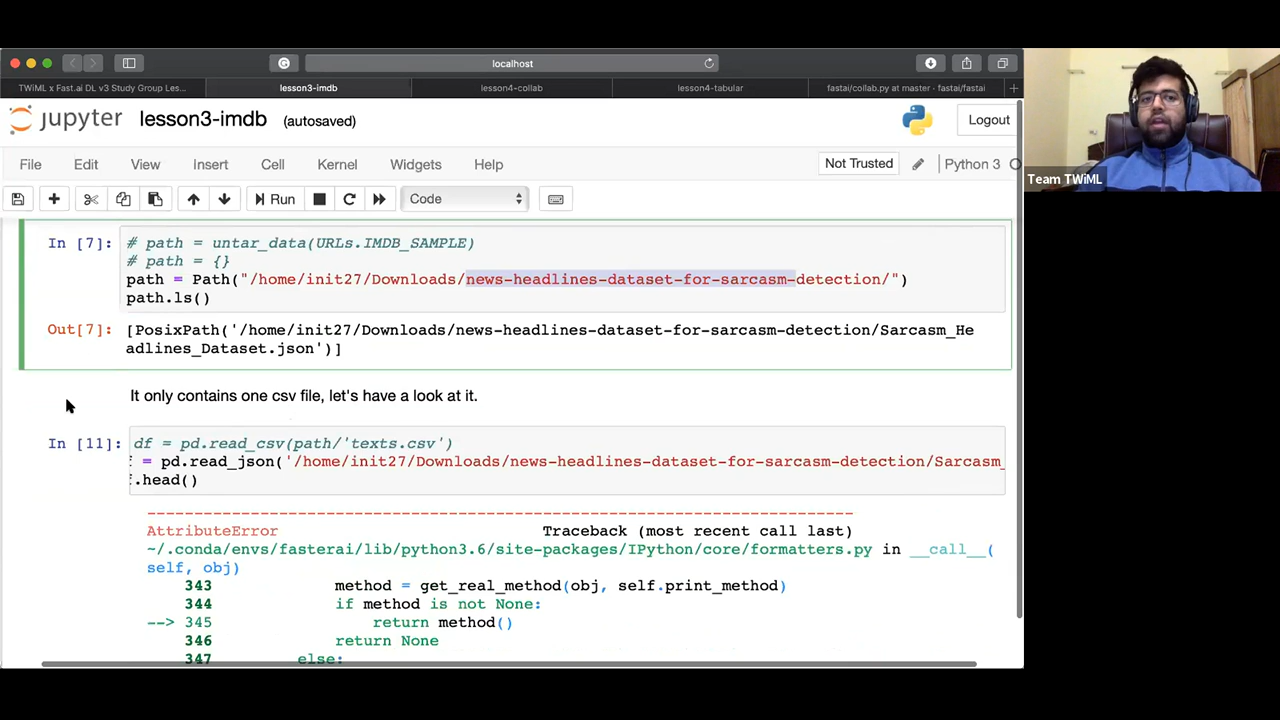 localhost
TWiML x Fast.ai DL v3 Study Group Les...
lesson3-imdb
lesson4-collab
lesson4-tabular
fastai/collab.py at master · fastai/fastai
jupyter lesson3-imdb (autosaved)
Logout
File Edit View Insert Cell Kernel Widgets Help
Not Trusted
Python 3
Run
Code
Team TWiML
In [7]: # path = untar_data(URLs.IMDB_SAMPLE)
# path = {}
path = Path("/home/init27/Downloads/news-headlines-dataset-for-sarcasm-detection/")
path.ls()
Out[7]: [PosixPath('/home/init27/Downloads/news-headlines-dataset-for-sarcasm-detection/Sarcasm_He
adlines_Dataset.json')]
It only contains one csv file, let's have a look at it.
In [11]: df = pd.read_csv(path/'texts.csv')
f = pd.read_json('/home/init27/Downloads/news-headlines-dataset-for-sarcasm-detection/Sarcasm_
f.head()
---------------------------------------------------------------------------
AttributeError Traceback (most recent call last)
~/.conda/envs/fasterai/lib/python3.6/site-packages/IPython/core/formatters.py in __call__(
self, obj)
343 method = get_real_method(obj, self.print_method)
344 if method is not None:
--> 345 return method()
346 return None
347 else: